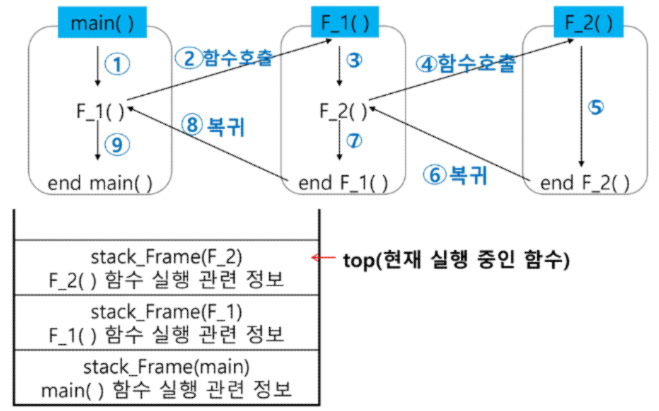 main( )
F_1( )
F_2( )
①
② 함수호출
③
④ 함수호출
⑤
F_1( )
F_2( )
⑨
⑧ 복귀
⑦
⑥ 복귀
end main( )
end F_1( )
end F_2( )
stack_Frame(F_2)
F_2( ) 함수 실행 관련 정보
top(현재 실행 중인 함수)
stack_Frame(F_1)
F_1( ) 함수 실행 관련 정보
stack_Frame(main)
main( ) 함수 실행 관련 정보